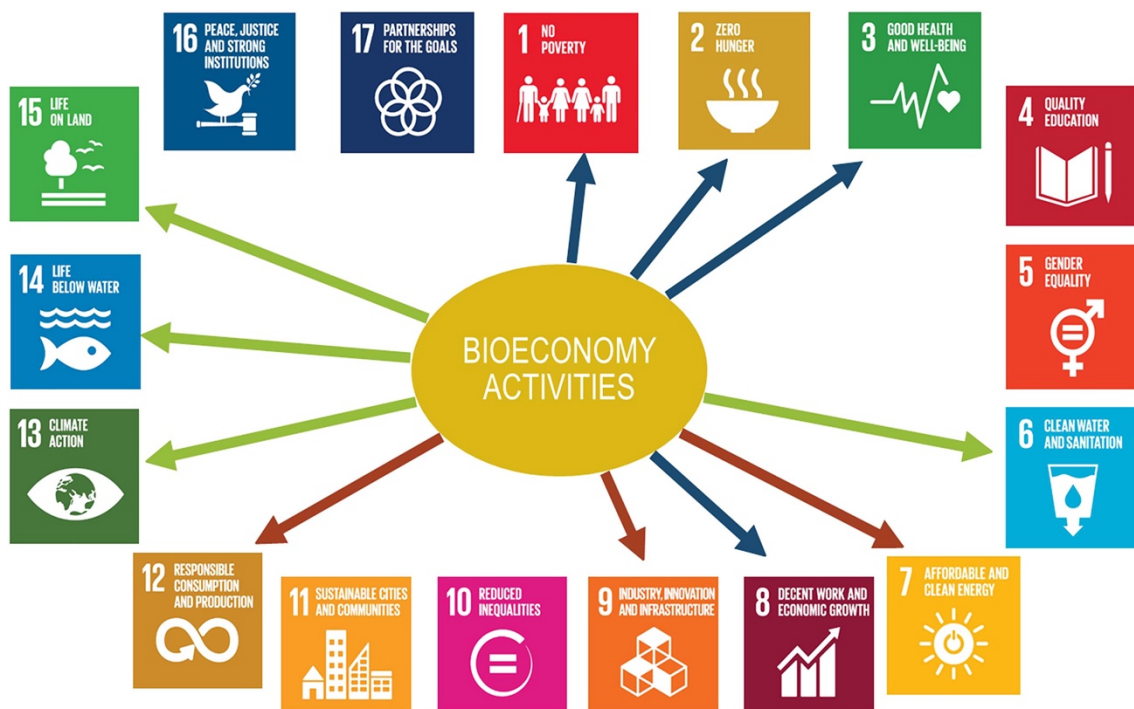 16 PEACE, JUSTICE
AND STRONG
INSTITUTIONS
17 PARTNERSHIPS
FOR THE GOALS
1 NO
POVERTY
2 ZERO
HUNGER
3 GOOD HEALTH
AND WELL-BEING
15 LIFE
ON LAND
4 QUALITY
EDUCATION
14 LIFE
BELOW WATER
5 GENDER
EQUALITY
BIOECONOMY
ACTIVITIES
13 CLIMATE
ACTION
6 CLEAN WATER
AND SANITATION
12 RESPONSIBLE
CONSUMPTION
AND PRODUCTION
11 SUSTAINABLE CITIES
AND COMMUNITIES
10 REDUCED
INEQUALITIES
9 INDUSTRY, INNOVATION
AND INFRASTRUCTURE
8 DECENT WORK AND
ECONOMIC GROWTH
7 AFFORDABLE AND
CLEAN ENERGY